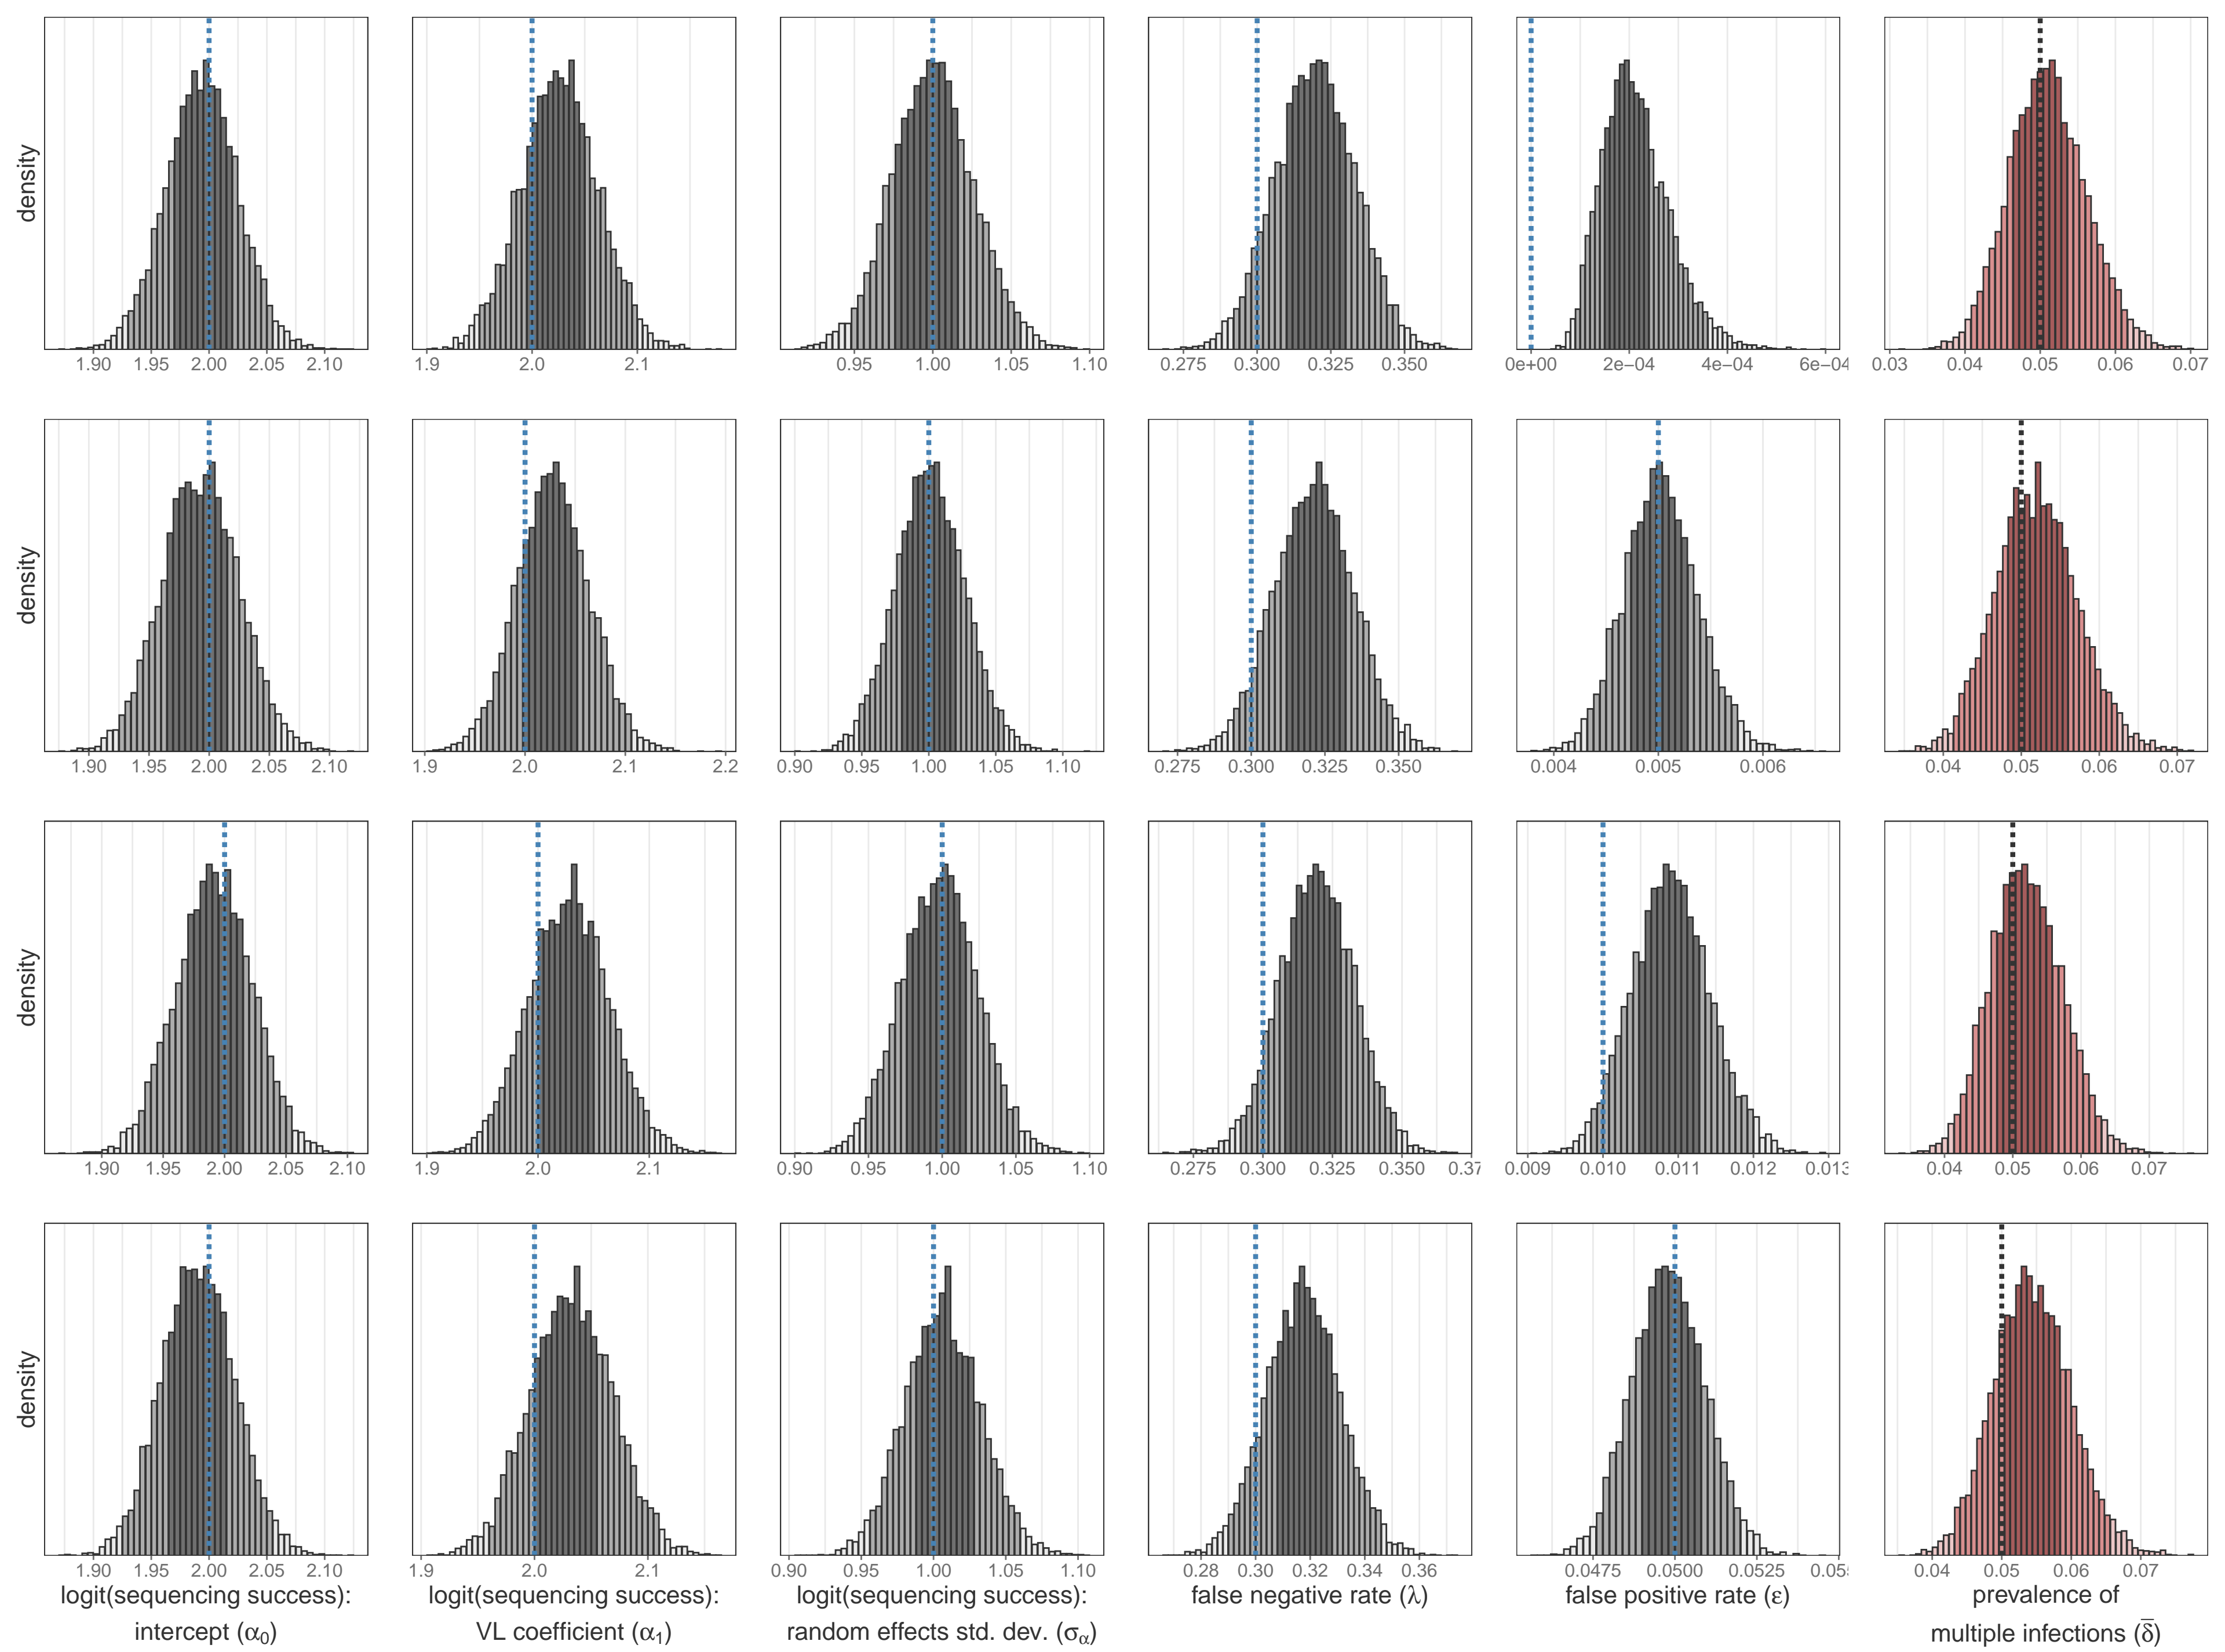 density
1.90 1.95 2.00 2.05 2.10
1.9 2.0 2.1
0.95 1.00 1.05 1.10
0.275 0.300 0.325 0.350
0e+00 2e−04 4e−04 6e−04
0.03 0.04 0.05 0.06 0.07
density
1.90 1.95 2.00 2.05 2.10
1.9 2.0 2.1 2.2
0.90 0.95 1.00 1.05 1.10
0.275 0.300 0.325 0.350
0.004 0.005 0.006
0.04 0.05 0.06 0.07
density
1.90 1.95 2.00 2.05 2.10
1.9 2.0 2.1
0.90 0.95 1.00 1.05 1.10
0.275 0.300 0.325 0.350 0.37
0.009 0.010 0.011 0.012 0.013
0.04 0.05 0.06 0.07
density
1.90 1.95 2.00 2.05 2.10
1.9 2.0 2.1
0.90 0.95 1.00 1.05 1.10
0.28 0.30 0.32 0.34 0.36
0.0475 0.0500 0.0525
0.04 0.05 0.06 0.07
logit(sequencing success):
intercept (α₀)
logit(sequencing success):
VL coefficient (α₁)
logit(sequencing success):
random effects std. dev. (σα)
false negative rate (λ)
false positive rate (ε)
prevalence of
multiple infections (δ̅)